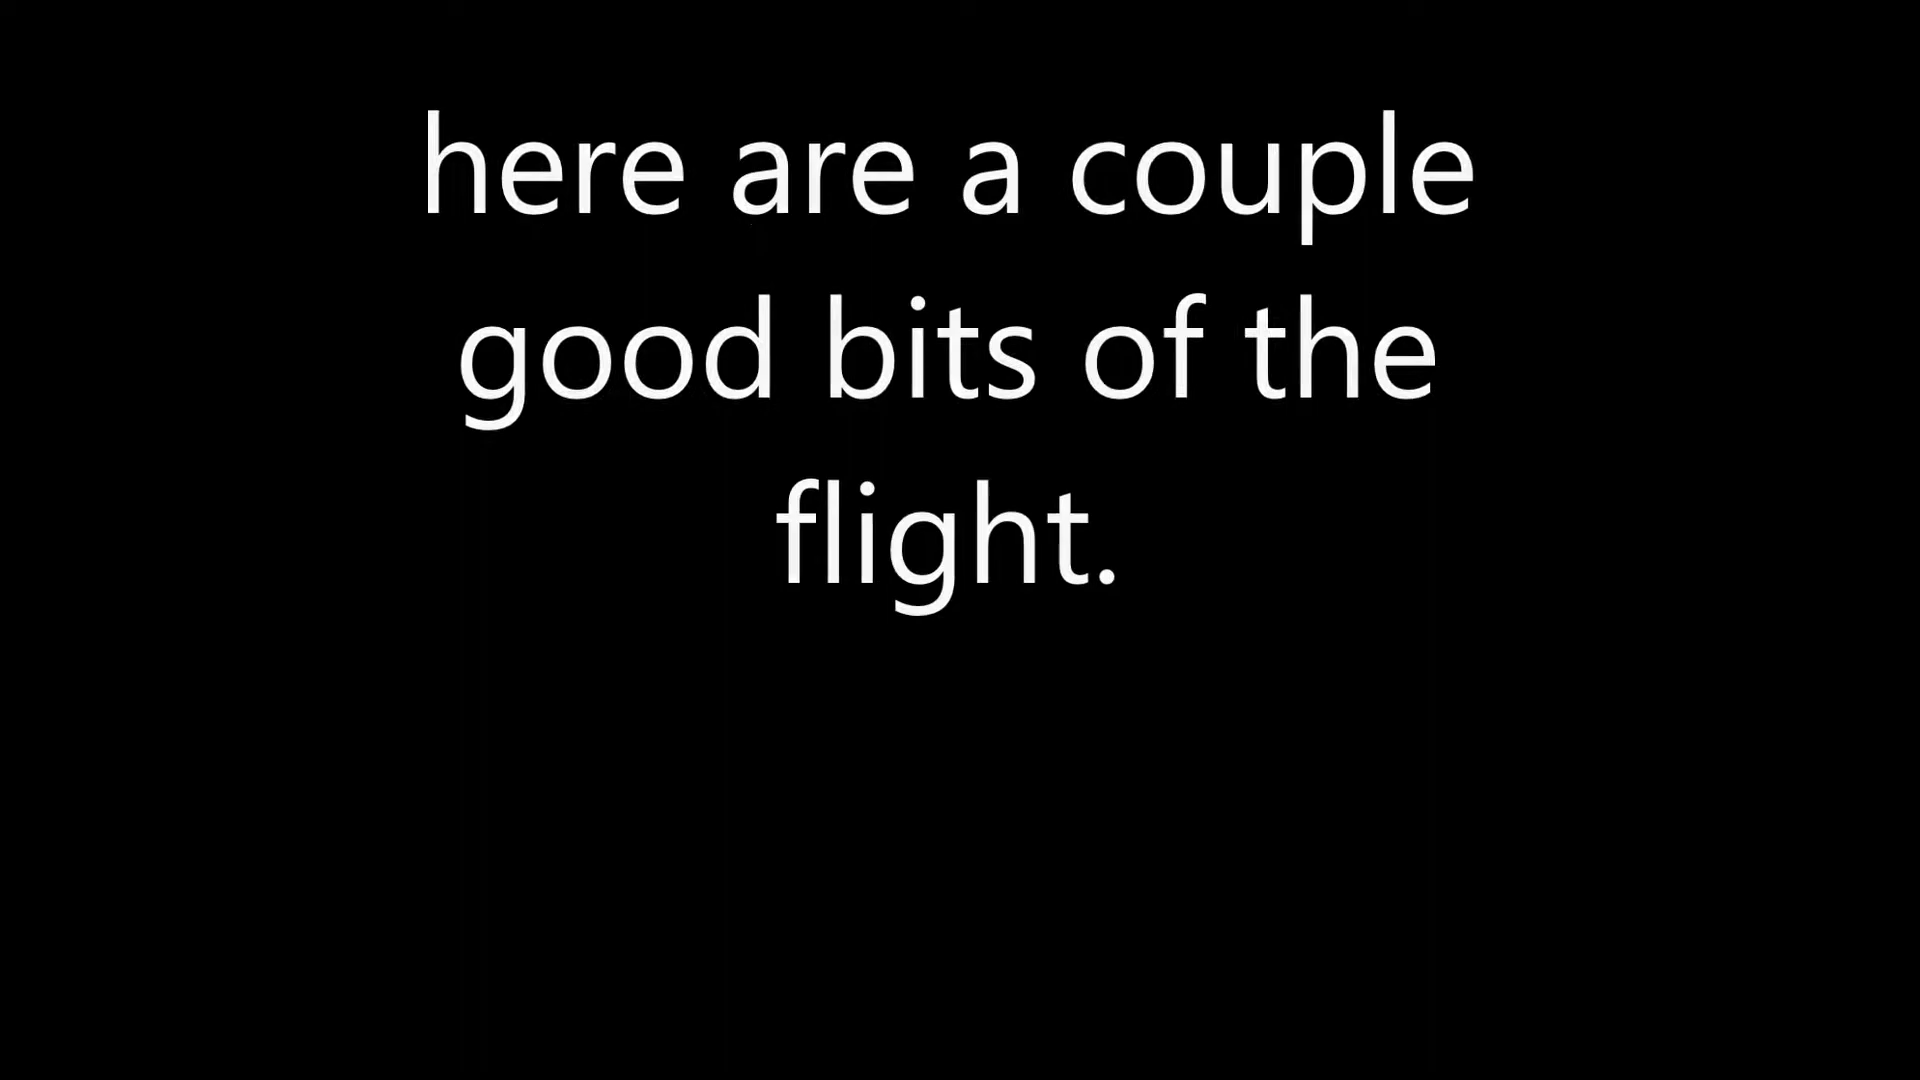 here are a couple
good bits of the
flight.